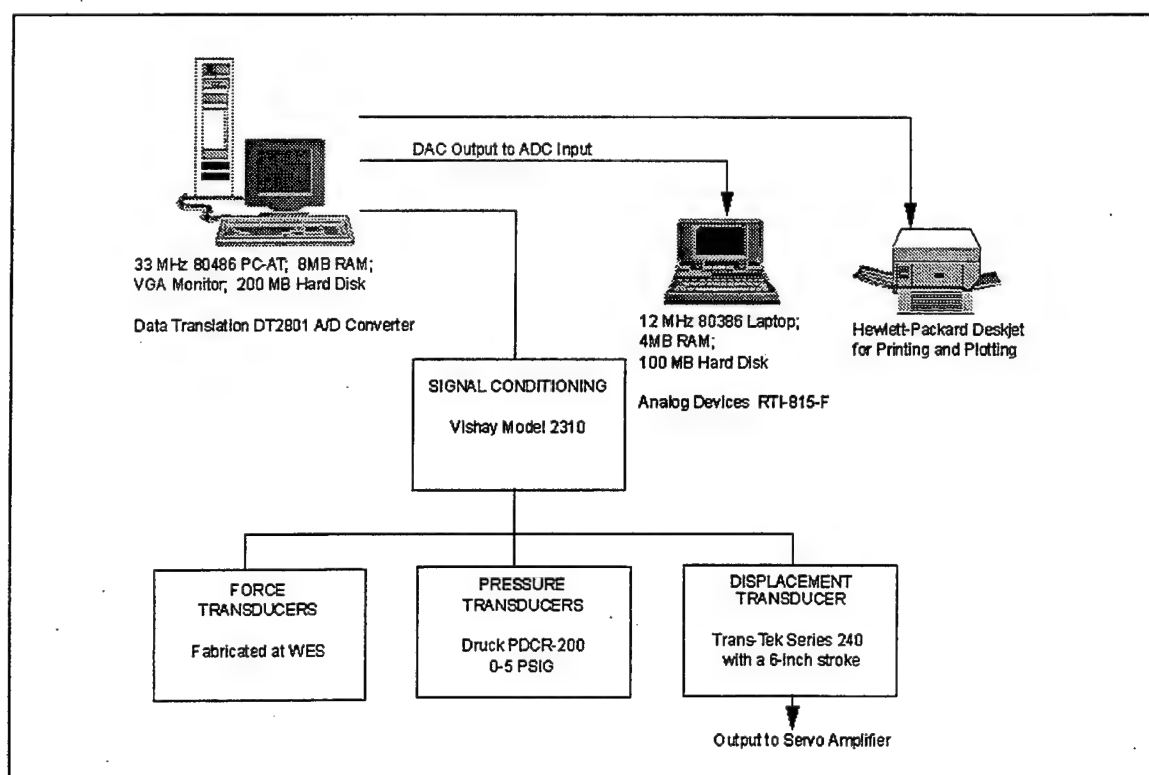 DAC Output to ADC Input
33 MHz 80486 PC-AT; 8MB RAM;
VGA Monitor; 200 MB Hard Disk
Data Translation DT2801 A/D Converter
12 MHz 80386 Laptop;
4MB RAM;
100 MB Hard Disk
Analog Devices RTI-815-F
Hewlett-Packard Deskjet
for Printing and Plotting
SIGNAL CONDITIONING
Vishay Model 2310
FORCE
TRANSDUCERS
Fabricated at WES
PRESSURE
TRANSDUCERS
Druck PDCR-200
0-5 PSIG
DISPLACEMENT
TRANSDUCER
Trans-Tek Series 240
with a 6-inch stroke
Output to Servo Amplifier